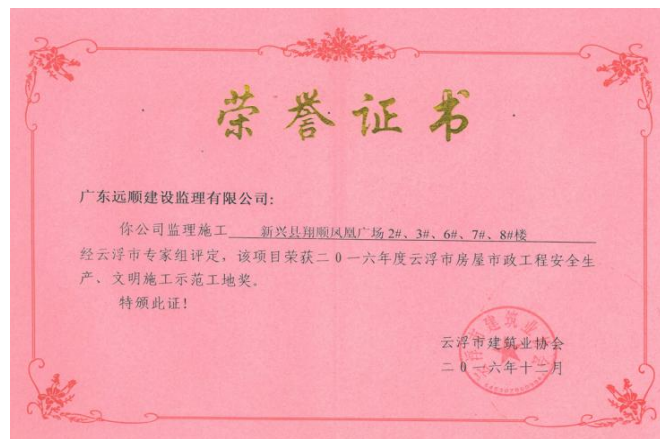 荣誉证书
广东远顺建设监理有限公司:
你公司监理施工 新兴县翔顺凤凰广场2#、3#、6#、7#、8#楼
经云浮市专家组评定，该项目荣获二0一六年度云浮市房屋市政工程安全生
产、文明施工示范工地奖。
特颁此证!
云浮市建筑业协会
二0一六年十二月